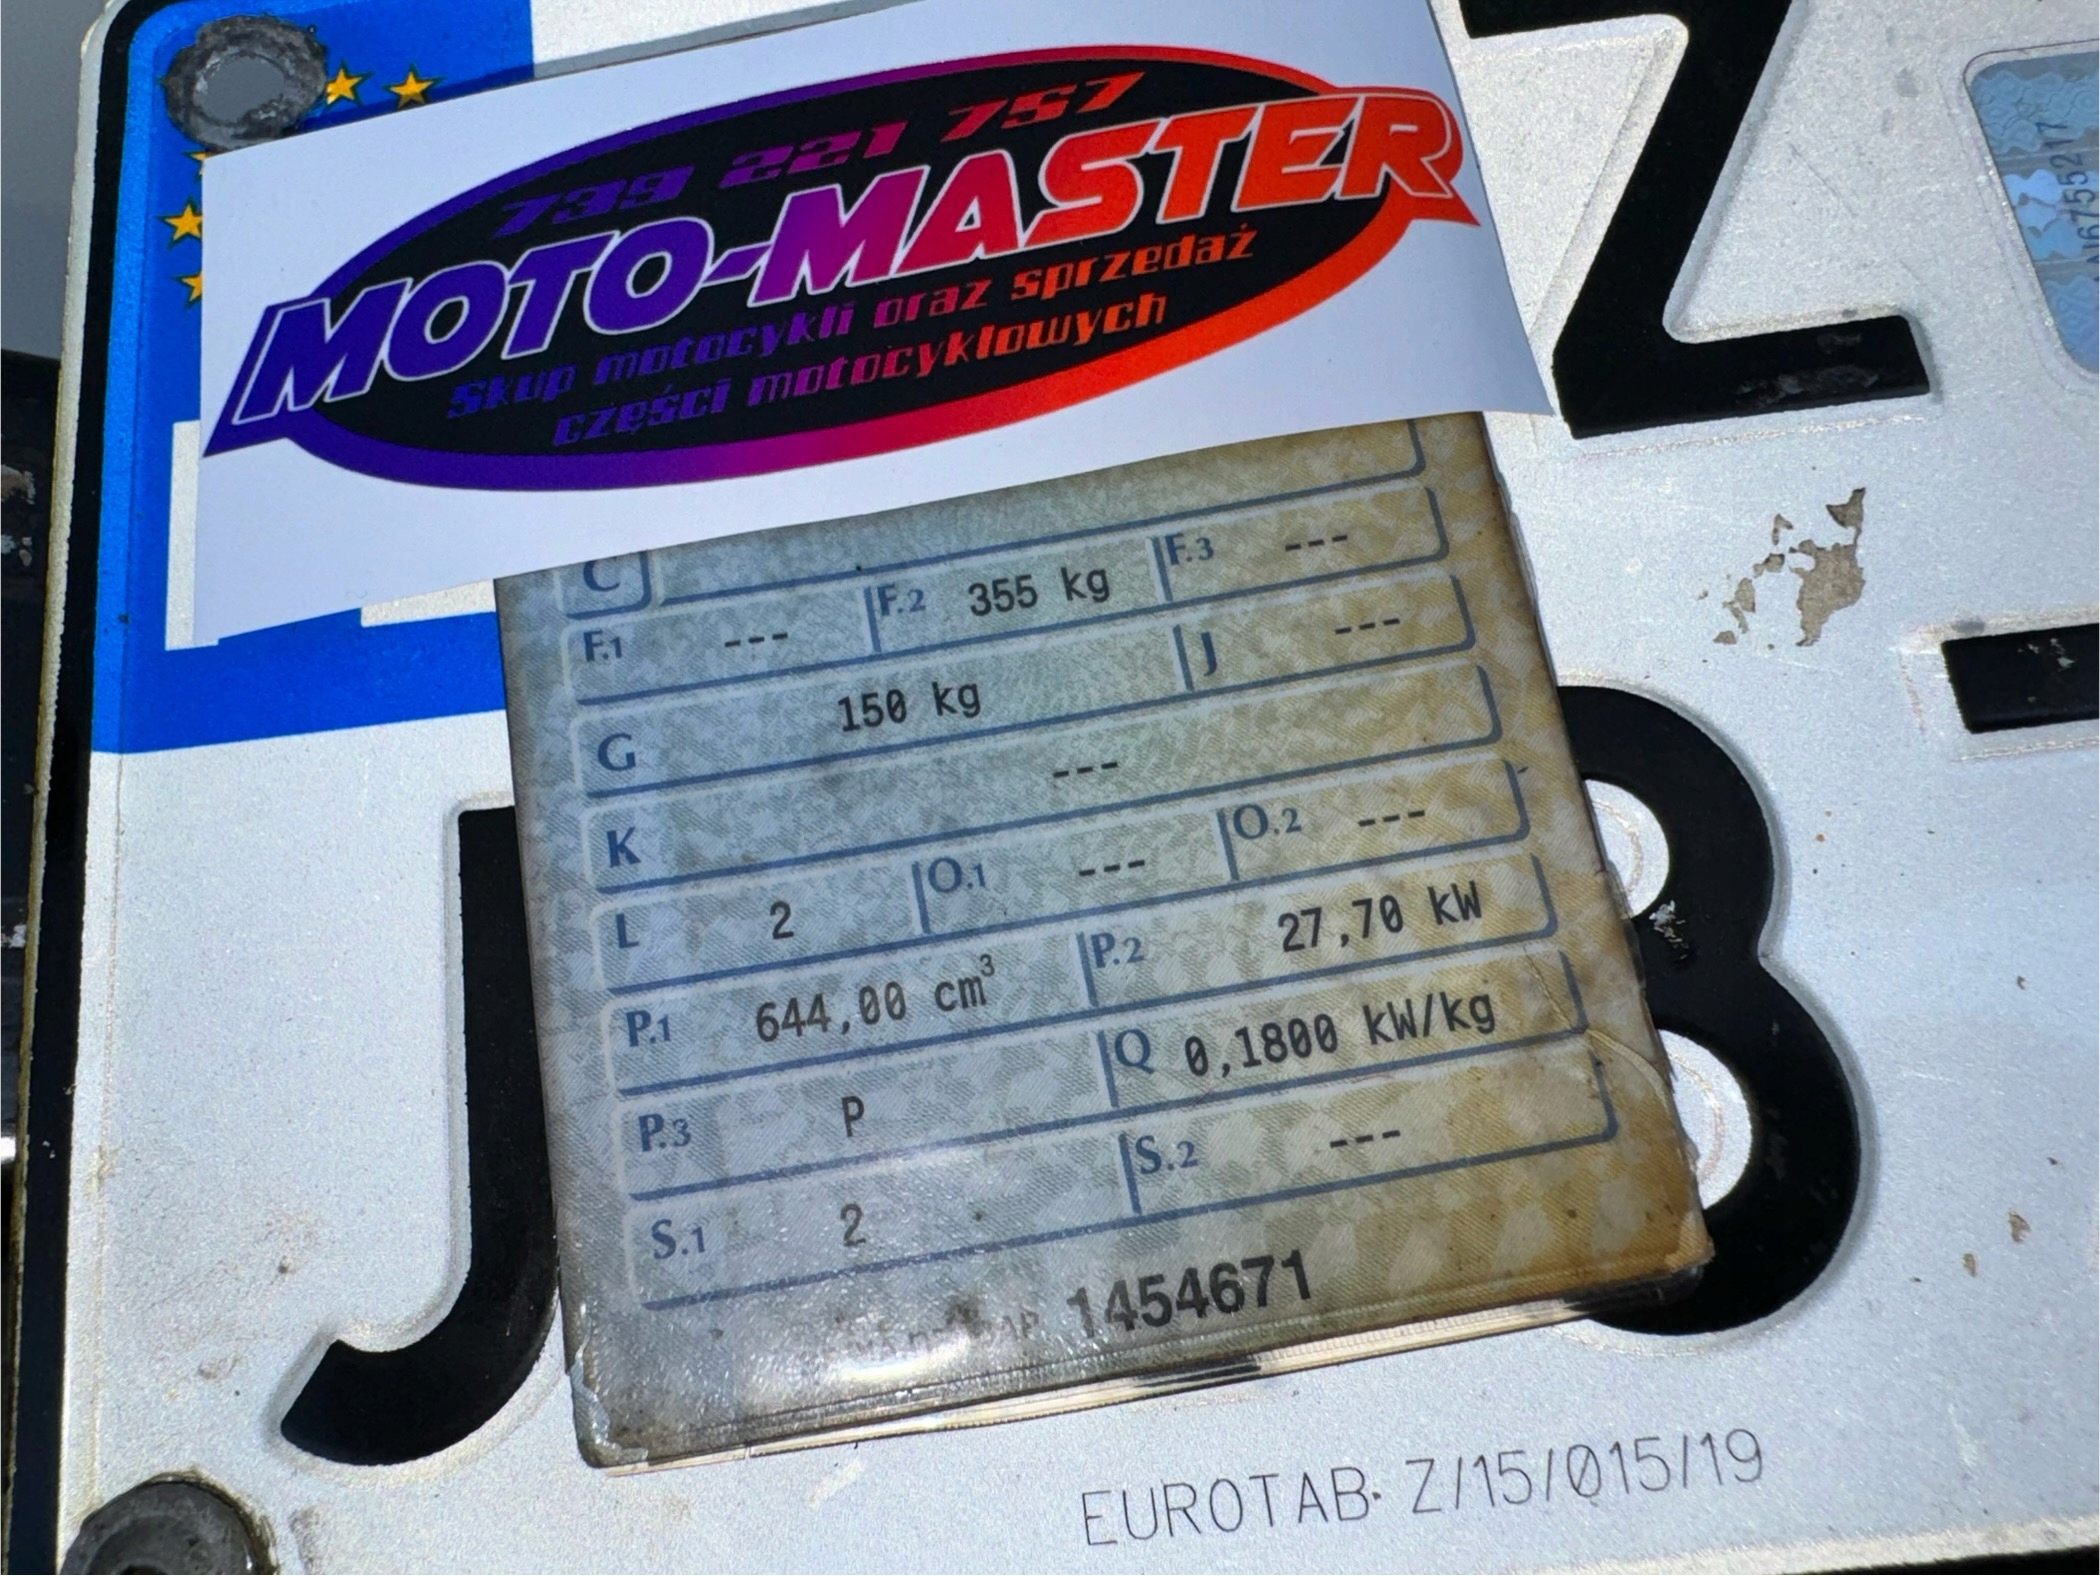 Z
739 221 757
MOTO-MASTER
Skup motocykli oraz sprzedaż
części motocyklowych
C
F.1 --- F.2 355 kg F.3 ---
G 150 kg J ---
K ---
L 2 O.1 --- O.2 ---
P.1 644,00 cm³ P.2 27,70 kW
P.3 P Q 0,1800 kW/kg
S.1 2 S.2 ---
1454671
J
EUROTAB Z/15/015/19